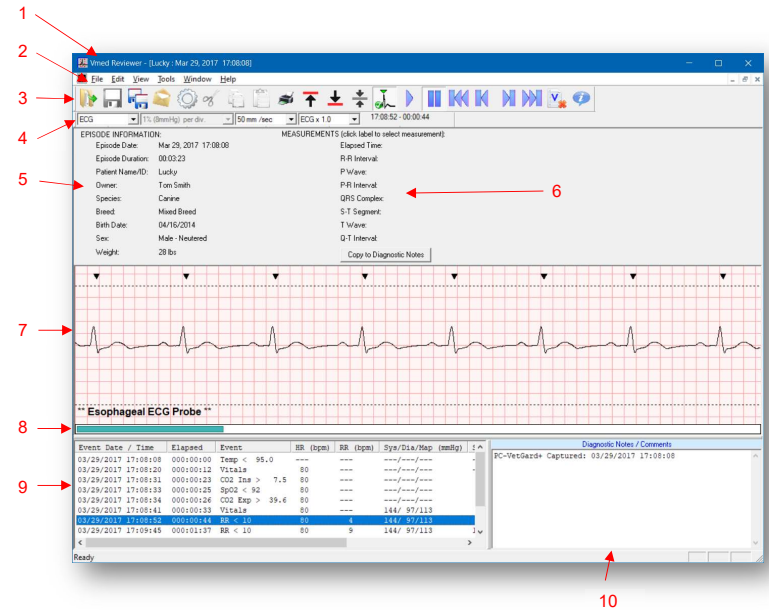 1
Vmed Reviewer - [Lucky : Mar 29, 2017 17:08:08]
2
File Edit View Tools Window Help
3
4
ECG 1% (8mmHg) per div. 50 mm /sec ECG x 1.0 17:08:52 - 00:00:44
EPISODE INFORMATION: MEASUREMENTS (click label to select measurement):
Episode Date: Mar 29, 2017 17:08:08 Elapsed Time:
Episode Duration: 00:03:23 R-R Interval:
5
Patient Name/ID: Lucky P Wave:
Owner: Tom Smith P-R Interval:
6
Species: Canine QRS Complex:
Breed: Mixed Breed S-T Segment:
Birth Date: 04/16/2014 T Wave:
Sex: Male - Neutered Q-T Interval:
Weight: 28 lbs Copy to Diagnostic Notes
7
** Esophageal ECG Probe **
8
Event Date / Time Elapsed Event HR (bpm) RR (bpm) Sys/Dia/Map (mmHg)
03/29/2017 17:08:08 000:00:00 Temp < 95.0 --- --- ---/---/---
03/29/2017 17:08:20 000:00:12 Vitals 80 --- ---/---/---
03/29/2017 17:08:31 000:00:23 CO2 Ins > 7.5 80 --- ---/---/---
03/29/2017 17:08:33 000:00:25 SpO2 < 92 80 --- ---/---/---
03/29/2017 17:08:34 000:00:26 CO2 Exp > 39.6 80 --- ---/---/---
03/29/2017 17:08:41 000:00:33 Vitals 80 --- 144/ 97/113
03/29/2017 17:08:52 000:00:44 RR < 10 80 4 144/ 97/113
03/29/2017 17:09:45 000:01:37 RR < 10 80 9 144/ 97/113
9
Diagnostic Notes / Comments
PC-VetGard+ Captured: 03/29/2017 17:08:08
Ready
10